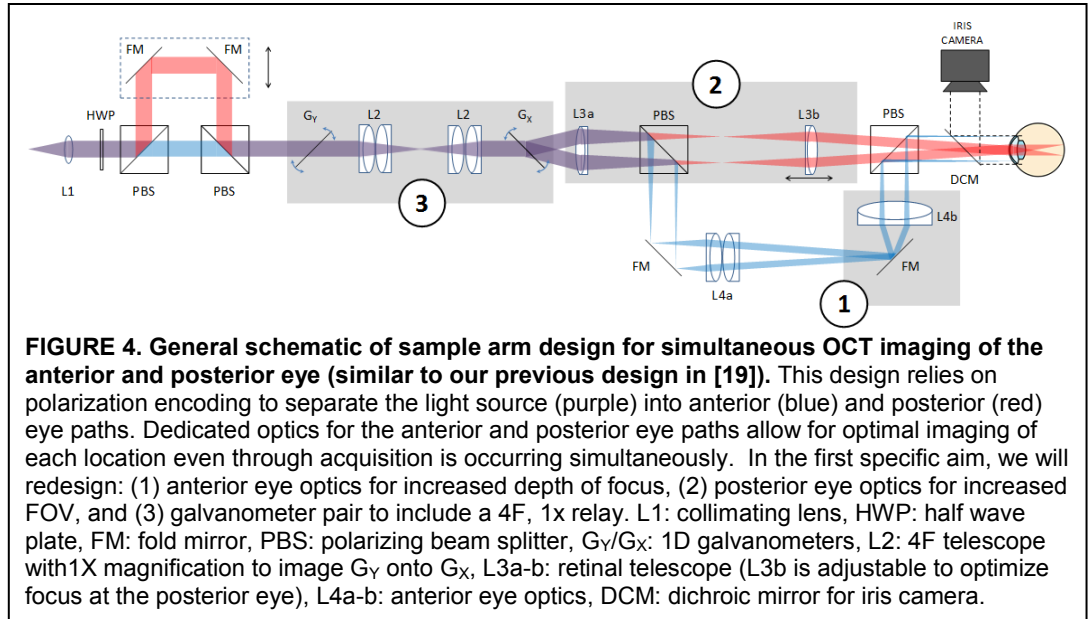 IRIS
CAMERA
FM
FM
2
HWP
G_Y
L2
L2
G_X
L3a
PBS
L3b
PBS
L1
PBS
PBS
DCM
3
L4b
FM
L4a
FM
1
FIGURE 4. General schematic of sample arm design for simultaneous OCT imaging of the
anterior and posterior eye (similar to our previous design in [19]). This design relies on
polarization encoding to separate the light source (purple) into anterior (blue) and posterior (red)
eye paths. Dedicated optics for the anterior and posterior eye paths allow for optimal imaging of
each location even through acquisition is occurring simultaneously. In the first specific aim, we will
redesign: (1) anterior eye optics for increased depth of focus, (2) posterior eye optics for increased
FOV, and (3) galvanometer pair to include a 4F, 1x relay. L1: collimating lens, HWP: half wave
plate, FM: fold mirror, PBS: polarizing beam splitter, G_Y/G_X: 1D galvanometers, L2: 4F telescope
with1X magnification to image G_Y onto G_X, L3a-b: retinal telescope (L3b is adjustable to optimize
focus at the posterior eye), L4a-b: anterior eye optics, DCM: dichroic mirror for iris camera.